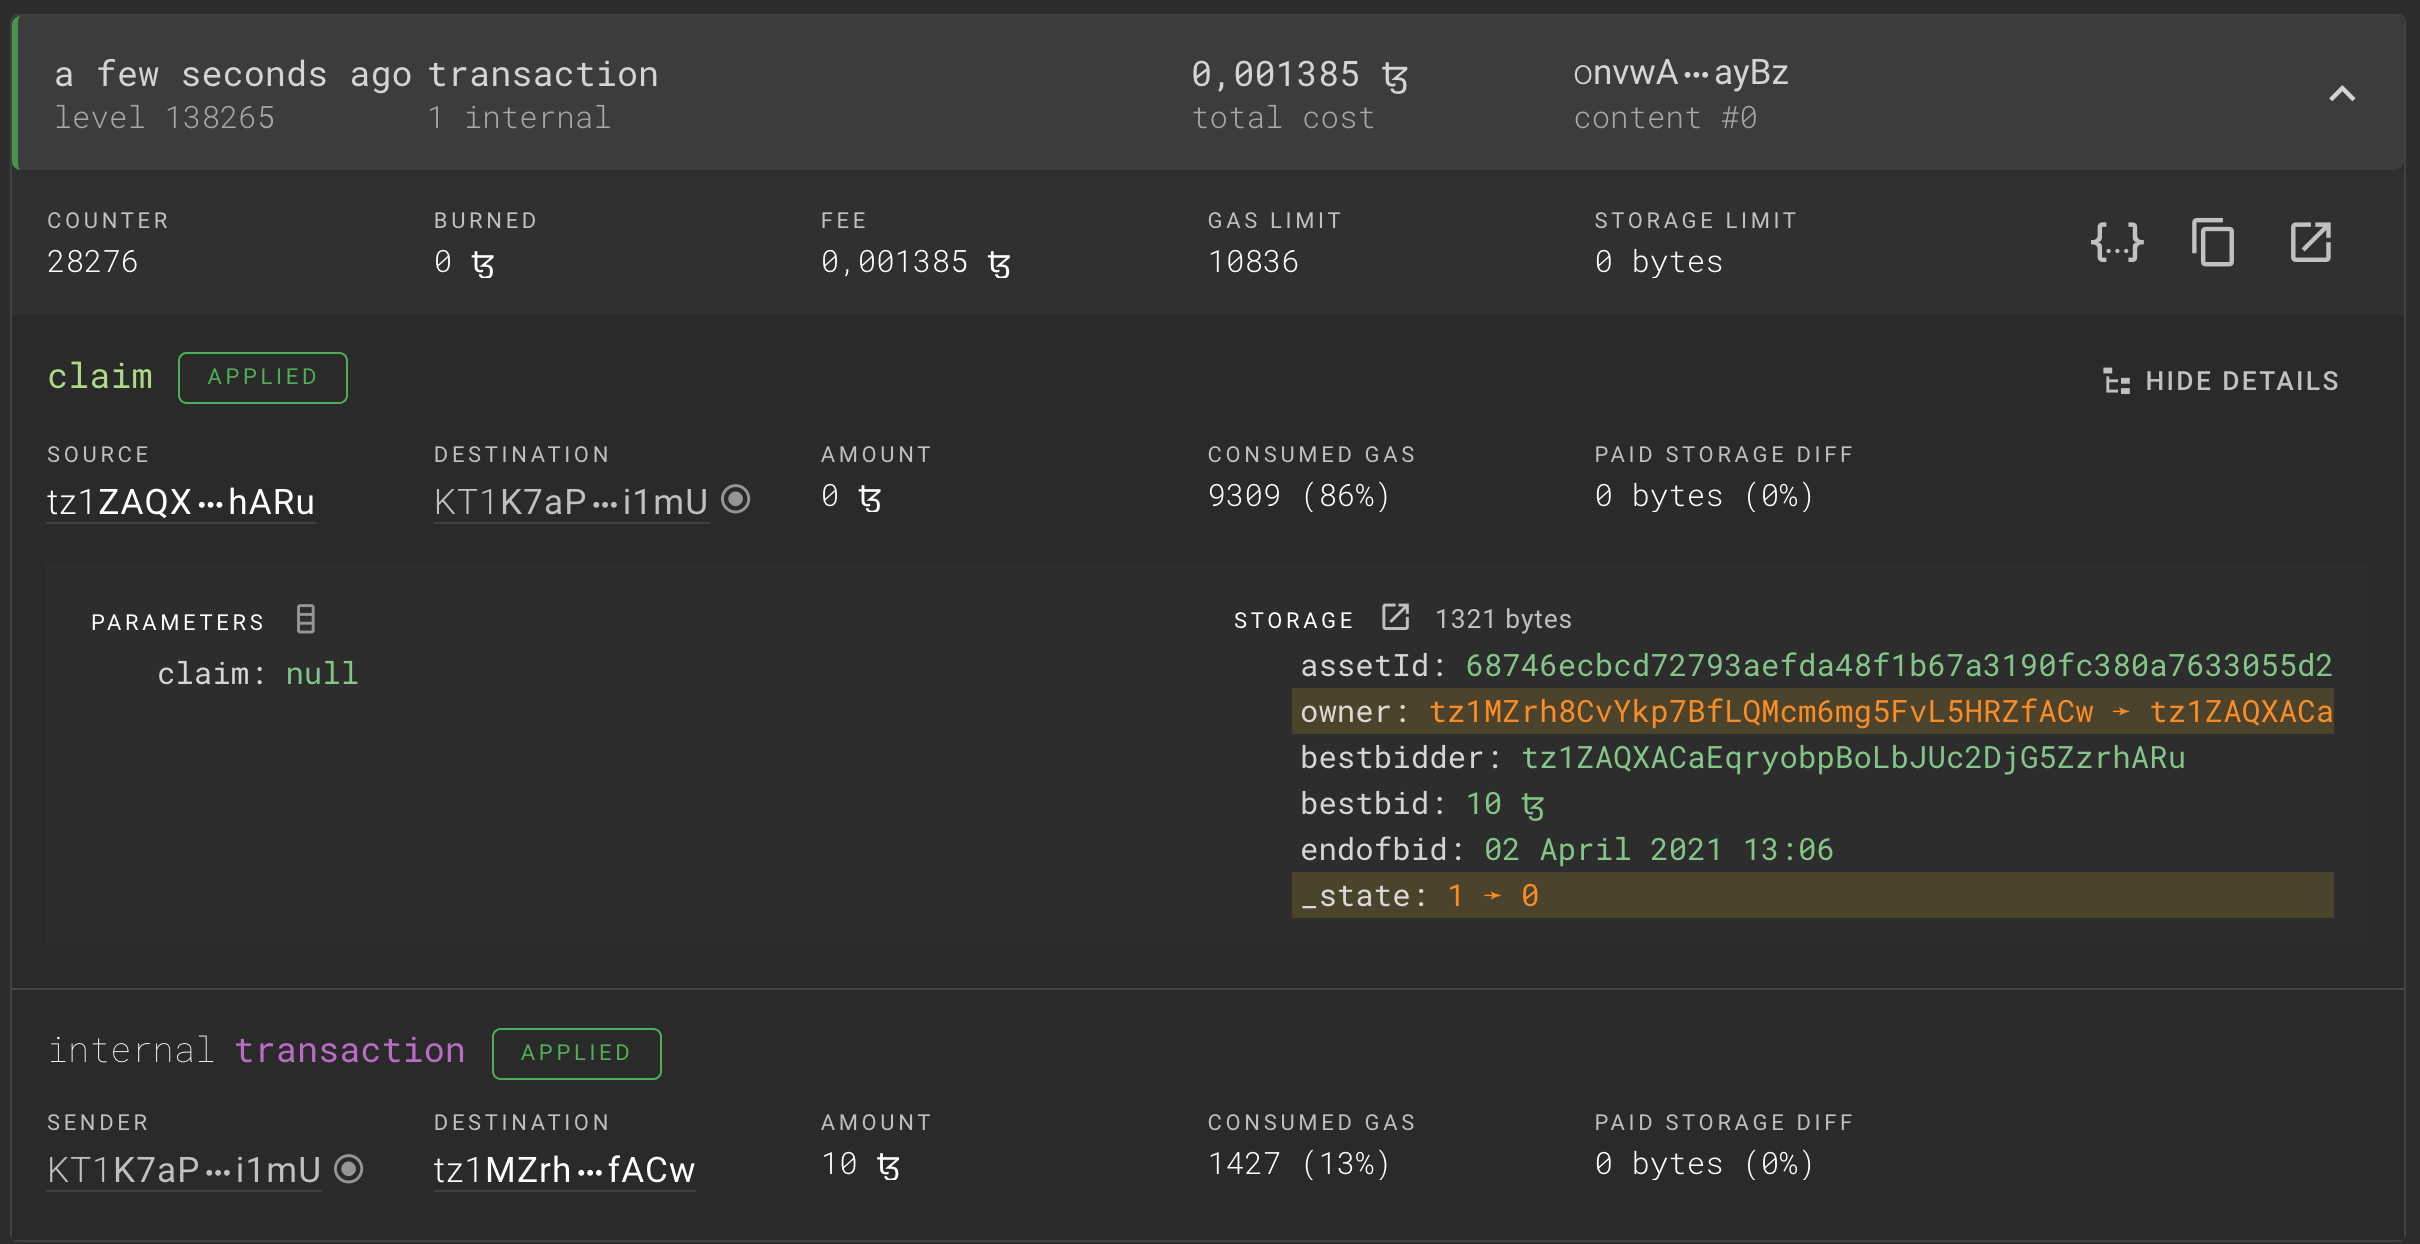 a few seconds ago transaction 0,001385 ꜩ onvwA···ayBz
level 138265 1 internal total cost content #0
COUNTER BURNED FEE GAS LIMIT STORAGE LIMIT
28276 0 ꜩ 0,001385 ꜩ 10836 0 bytes
{...}
claim APPLIED HIDE DETAILS
SOURCE DESTINATION AMOUNT CONSUMED GAS PAID STORAGE DIFF
tz1ZAQX···hARu KT1K7aP···i1mU 0 ꜩ 9309 (86%) 0 bytes (0%)
PARAMETERS
claim: null
STORAGE 1321 bytes
assetId: 68746ecbcd72793aefda48f1b67a3190fc380a7633055d2
owner: tz1MZrh8CvYkp7BfLQMcm6mg5FvL5HRZfACw → tz1ZAQXACa
bestbidder: tz1ZAQXACaEqryobpBoLbJUc2DjG5ZzrhARu
bestbid: 10 ꜩ
endofbid: 02 April 2021 13:06
_state: 1 → 0
internal transaction APPLIED
SENDER DESTINATION AMOUNT CONSUMED GAS PAID STORAGE DIFF
KT1K7aP···i1mU tz1MZrh···fACw 10 ꜩ 1427 (13%) 0 bytes (0%)